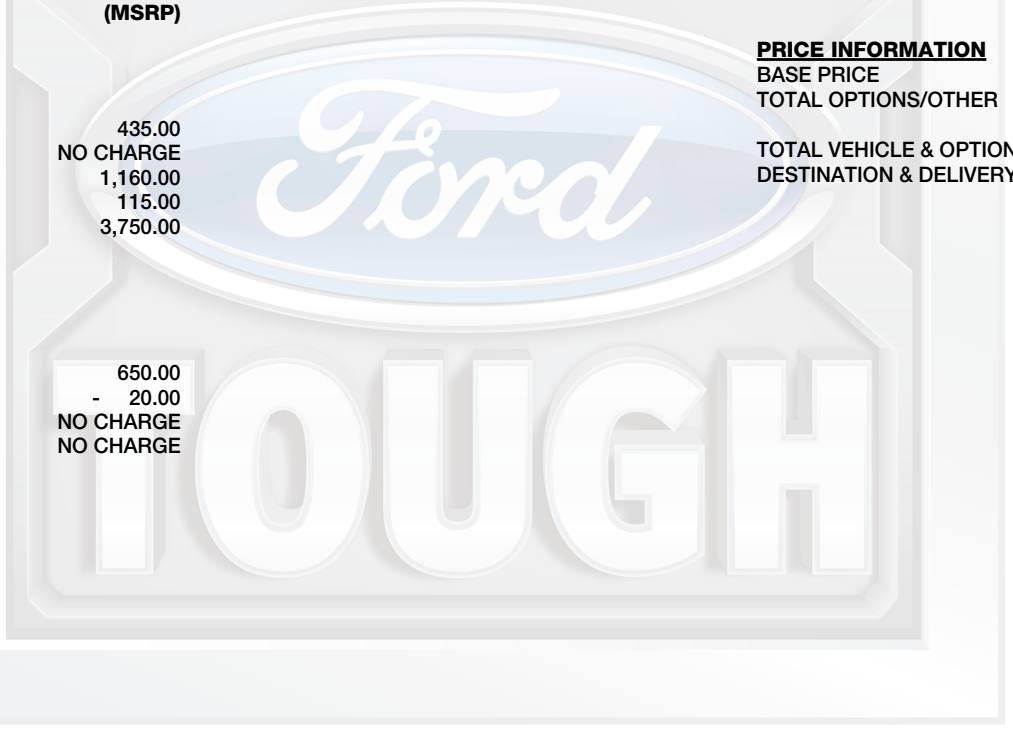 (MSRP)
PRICE INFORMATION
BASE PRICE
TOTAL OPTIONS/OTHER
435.00
NO CHARGE
1,160.00
115.00
3,750.00
TOTAL VEHICLE & OPTION
DESTINATION & DELIVERY
Ford
650.00
- 20.00
NO CHARGE
NO CHARGE
TOUGH